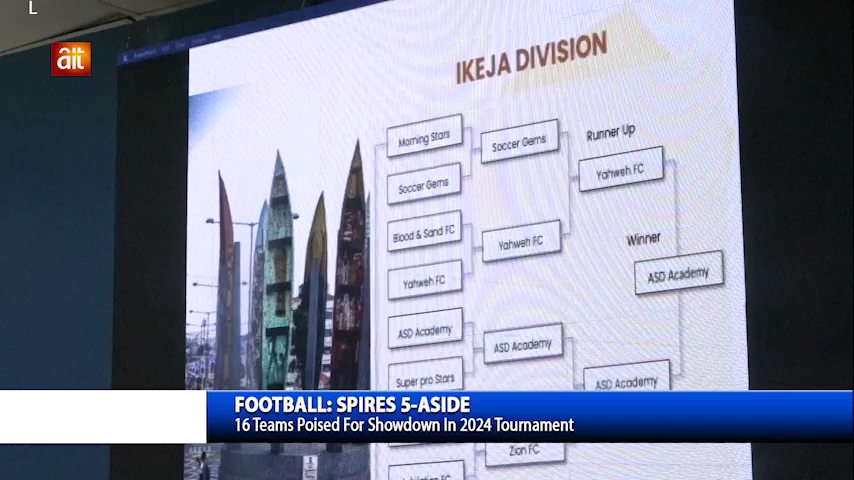 L
ait
IKEJA DIVISION
Morning Stars
Soccer Gems
Runner Up
Yahweh FC
Soccer Gems
Blood & Sand FC
Yahweh FC
Winner
ASD Academy
Yahweh FC
ASD Academy
ASD Academy
Super pro Stars
ASD Academy
FOOTBALL: SPIRES 5-ASIDE
16 Teams Poised For Showdown In 2024 Tournament
Zion FC
FC